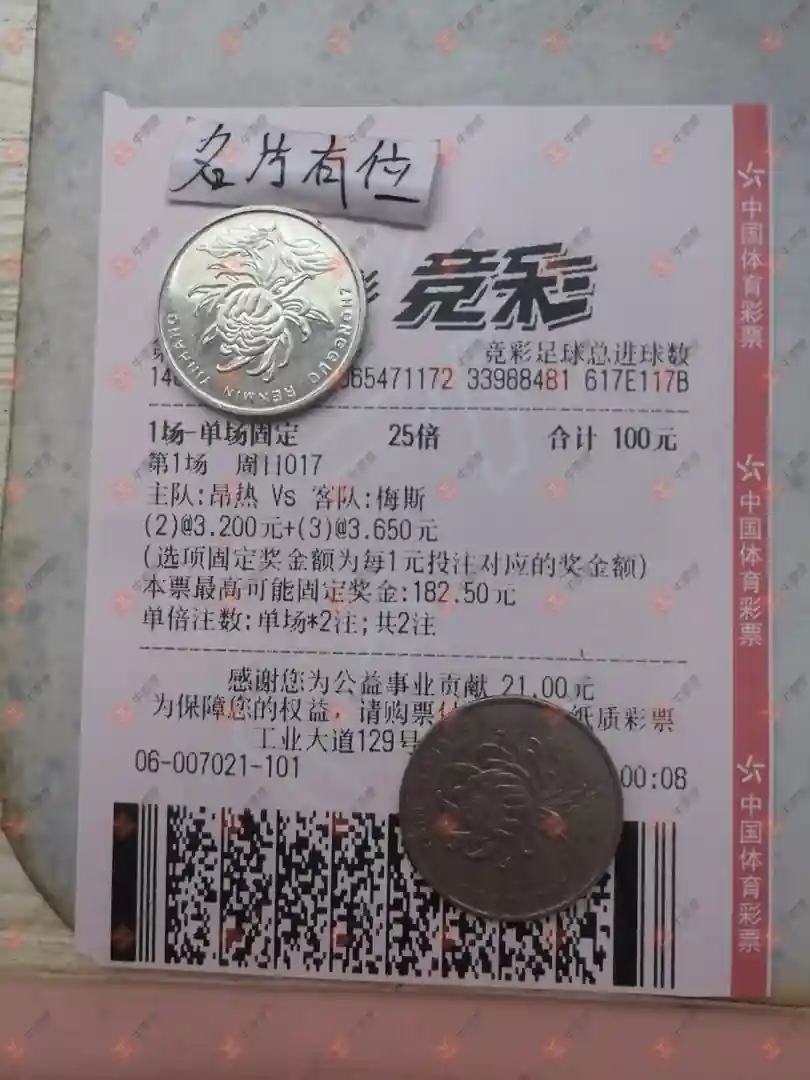 名片有位
竞彩
竞彩足球总进球数
65471172 33988481 617E117B
1场-单场固定 25倍 合计 100元
第1场 周日017
主队:昂热 Vs 客队:梅斯
(2)@3.200元+(3)@3.650元
(选项固定奖金额为每1元投注对应的奖金额)
本票最高可能固定奖金:182.50元
单倍注数:单场*2注;共2注
感谢您为公益事业贡献 21.00元
为保障您的权益，请购票 纸质彩票
工业大道129号
06-007021-101 00:08
中国体育彩票
中国体育彩票
中国体育彩票
ZHONGGUO RENMIN YINHANG